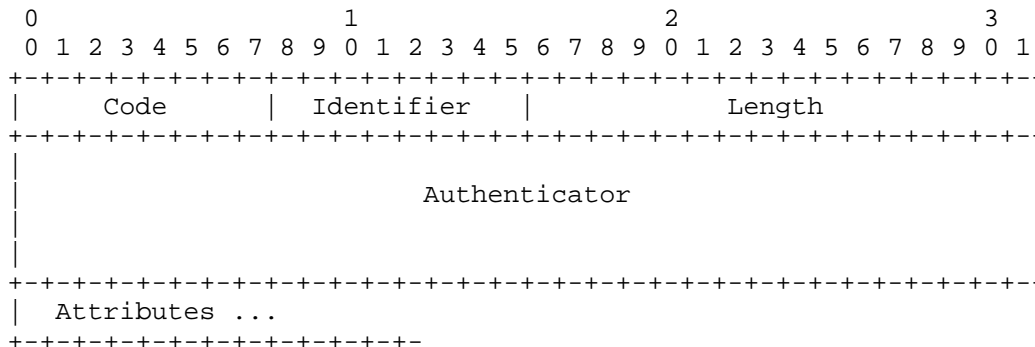 0                   1                   2                   3
 0 1 2 3 4 5 6 7 8 9 0 1 2 3 4 5 6 7 8 9 0 1 2 3 4 5 6 7 8 9 0 1
+-+-+-+-+-+-+-+-+-+-+-+-+-+-+-+-+-+-+-+-+-+-+-+-+-+-+-+-+-+-+-+-
|     Code      |  Identifier   |            Length
+-+-+-+-+-+-+-+-+-+-+-+-+-+-+-+-+-+-+-+-+-+-+-+-+-+-+-+-+-+-+-+-
|
|                         Authenticator
|
|
+-+-+-+-+-+-+-+-+-+-+-+-+-+-+-+-+-+-+-+-+-+-+-+-+-+-+-+-+-+-+-+-
|  Attributes ...
+-+-+-+-+-+-+-+-+-+-+-+-+-